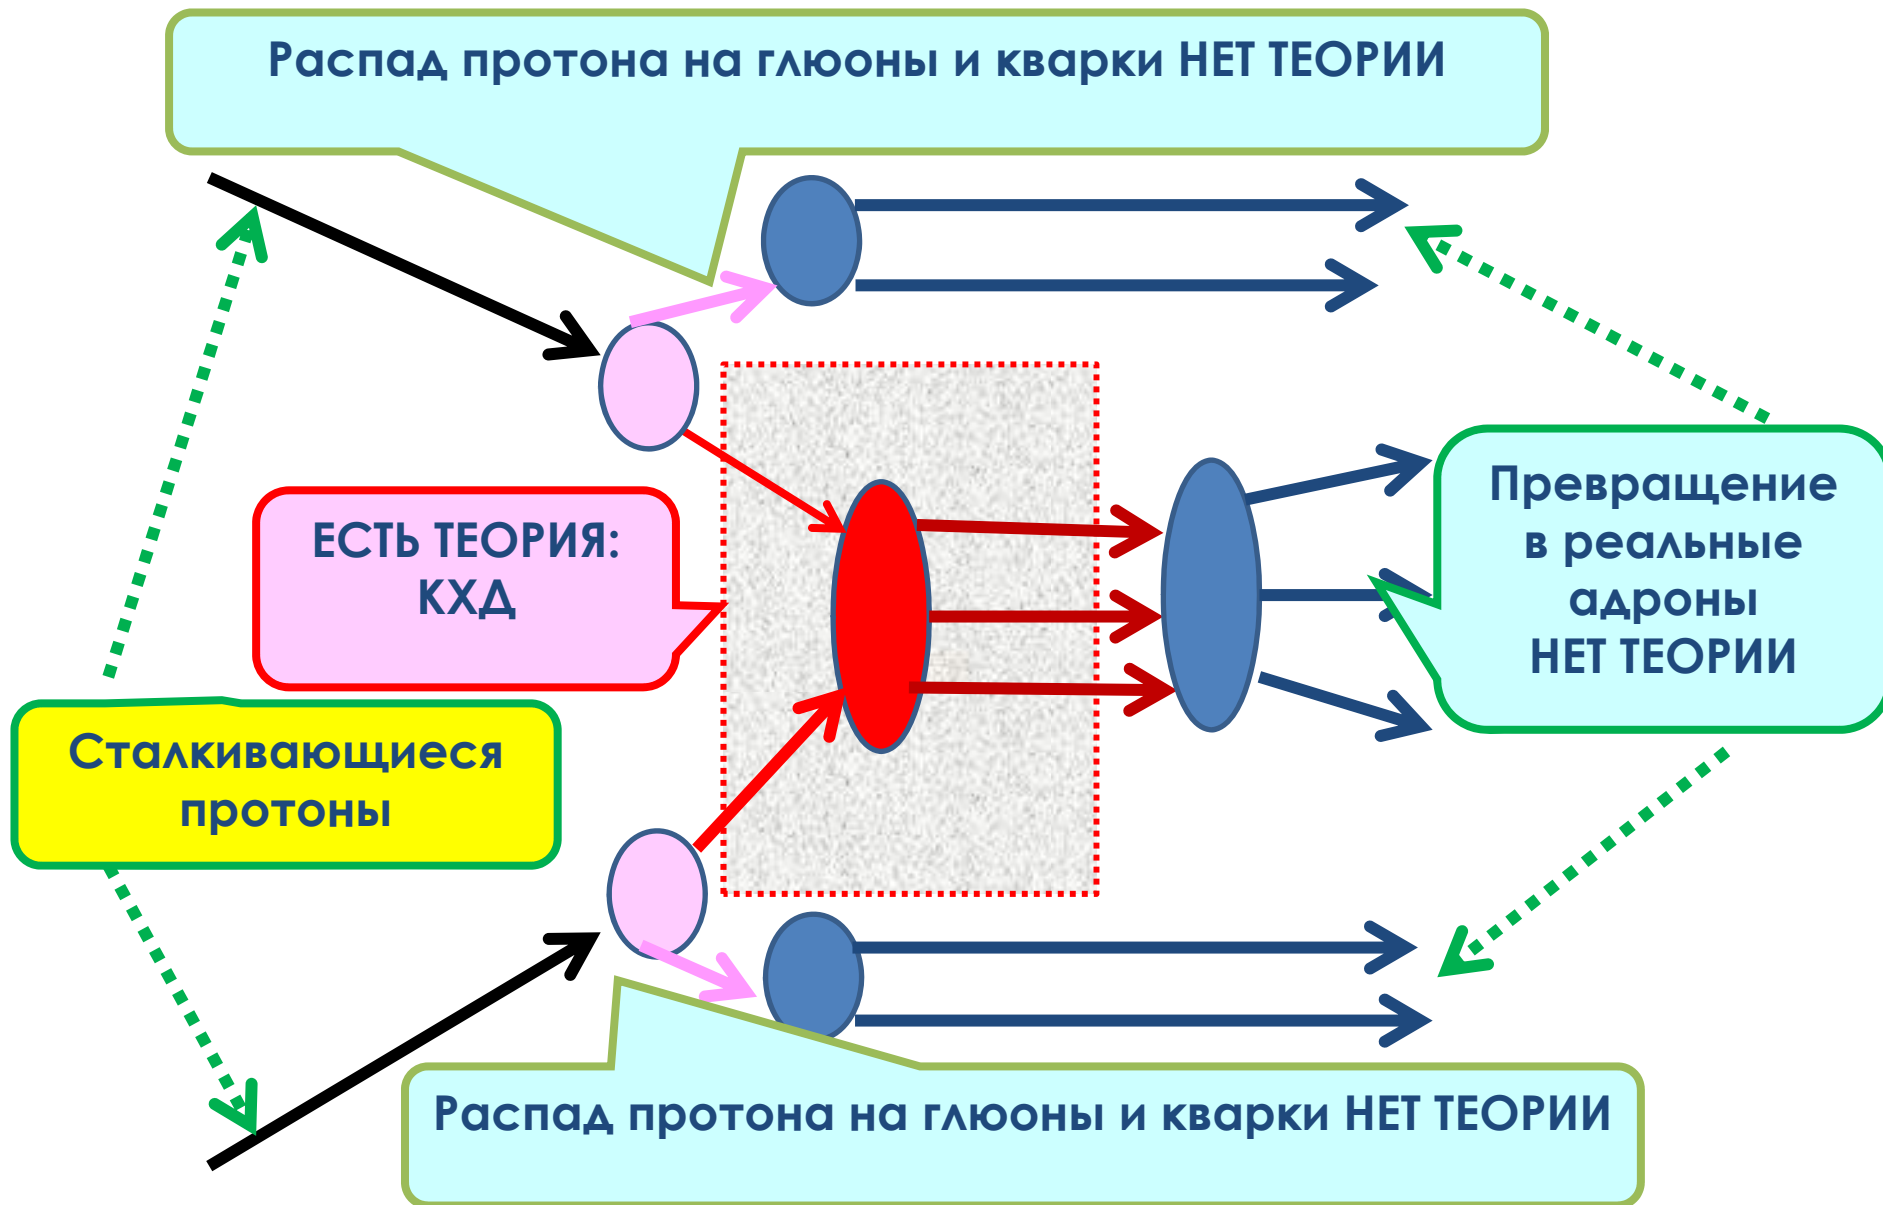 Распад протона на глюоны и кварки НЕТ ТЕОРИИ
ЕСТЬ ТЕОРИЯ:
КХД
Превращение
в реальные
адроны
НЕТ ТЕОРИИ
Сталкивающиеся
протоны
Распад протона на глюоны и кварки НЕТ ТЕОРИИ